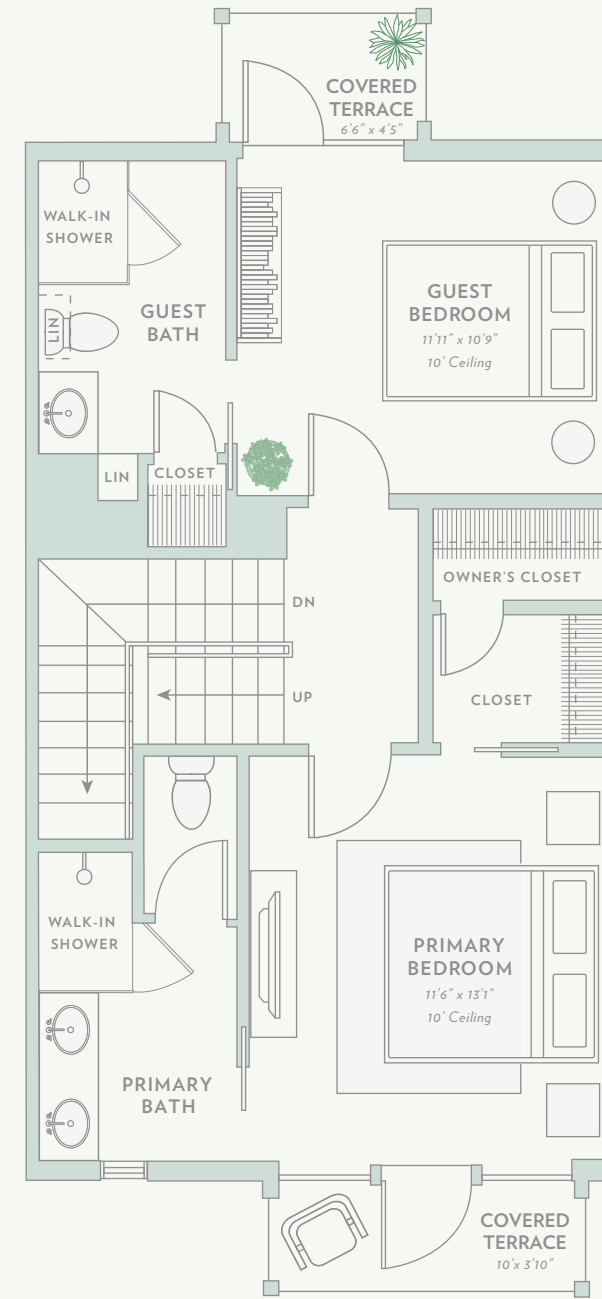 COVERED
TERRACE
6'6" x 4'5"
WALK-IN
SHOWER
GUEST
BATH
LIN
GUEST
BEDROOM
11'11" x 10'9"
10' Ceiling
LIN
CLOSET
DN
OWNER'S CLOSET
UP
CLOSET
WALK-IN
SHOWER
PRIMARY
BEDROOM
11'6" x 13'1"
10' Ceiling
PRIMARY
BATH
COVERED
TERRACE
10'x 3'10"